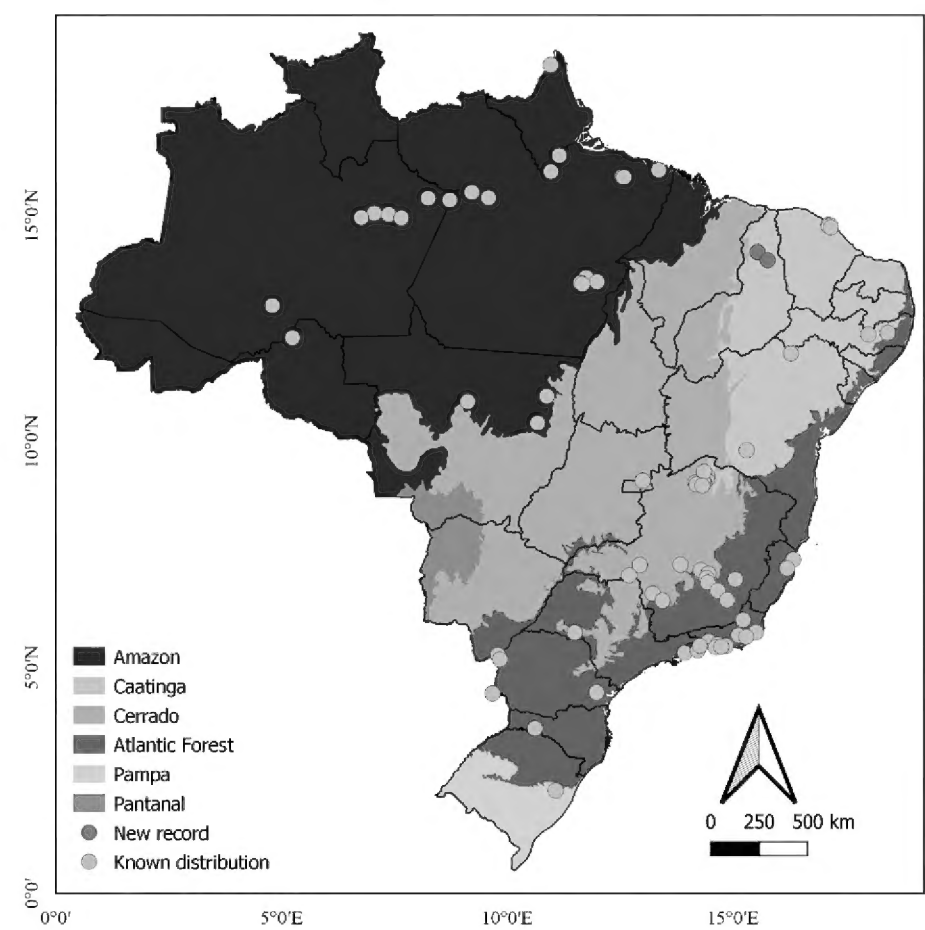 15°0'N
10°0'N
5°0'N
0°0'
Amazon
Caatinga
Cerrado
Atlantic Forest
Pampa
Pantanal
New record
Known distribution
0 250 500 km
0°0' 5°0'E 10°0'E 15°0'E